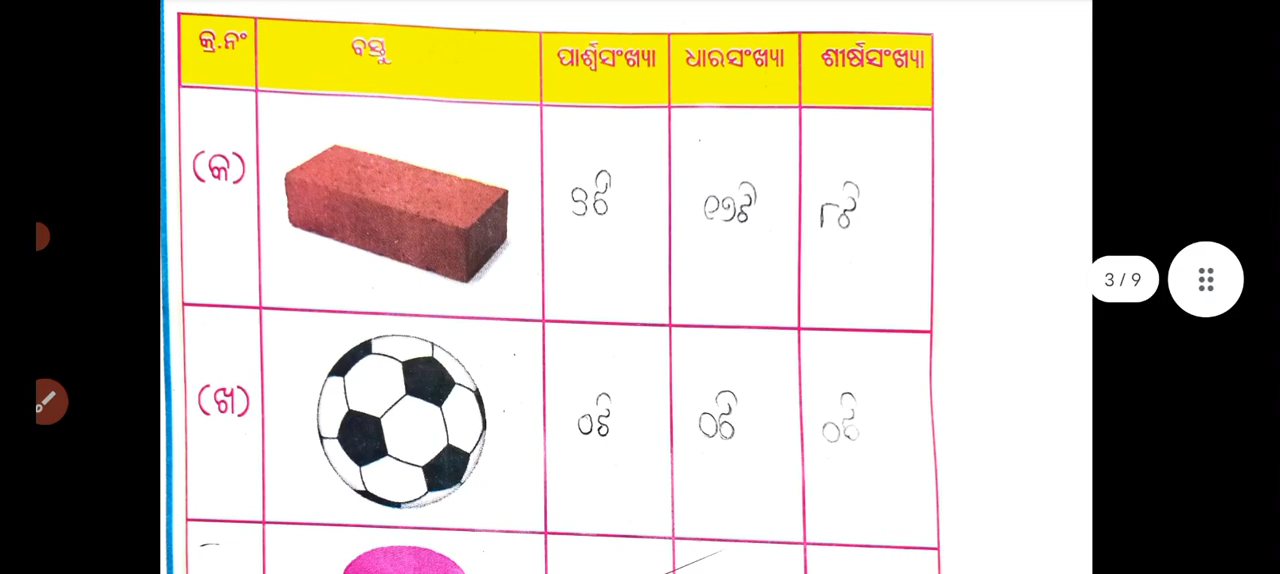 କ୍ର.ନଂ ବସ୍ତୁ ପାର୍ଶ୍ୱସଂଖ୍ୟା ଧାରସଂଖ୍ୟା ଶୀର୍ଷସଂଖ୍ୟା
(କ) ୬ଟି ୧୨ଟି ୮ଟି
(ଖ) ୦ଟି ୦ଟି ୦ଟି
3 / 9